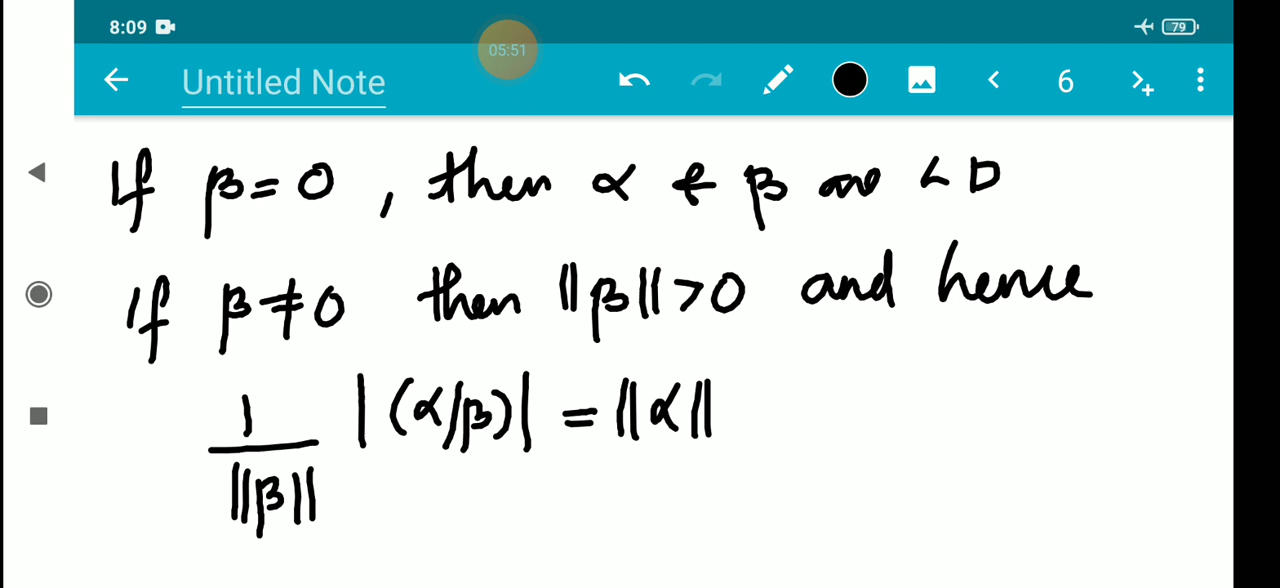 8:09
05:51
79
Untitled Note
6
If β = 0 , then α & β are LD
If β ≠ 0 then ||β|| > 0 and hence
1/||β|| |(α/β)| = ||α||